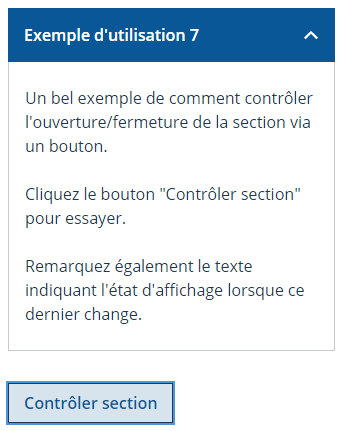 Exemple d'utilisation 7
Un bel exemple de comment contrôler
l'ouverture/fermeture de la section via
un bouton.
Cliquez le bouton "Contrôler section"
pour essayer.
Remarquez également le texte
indiquant l'état d'affichage lorsque ce
dernier change.
Contrôler section